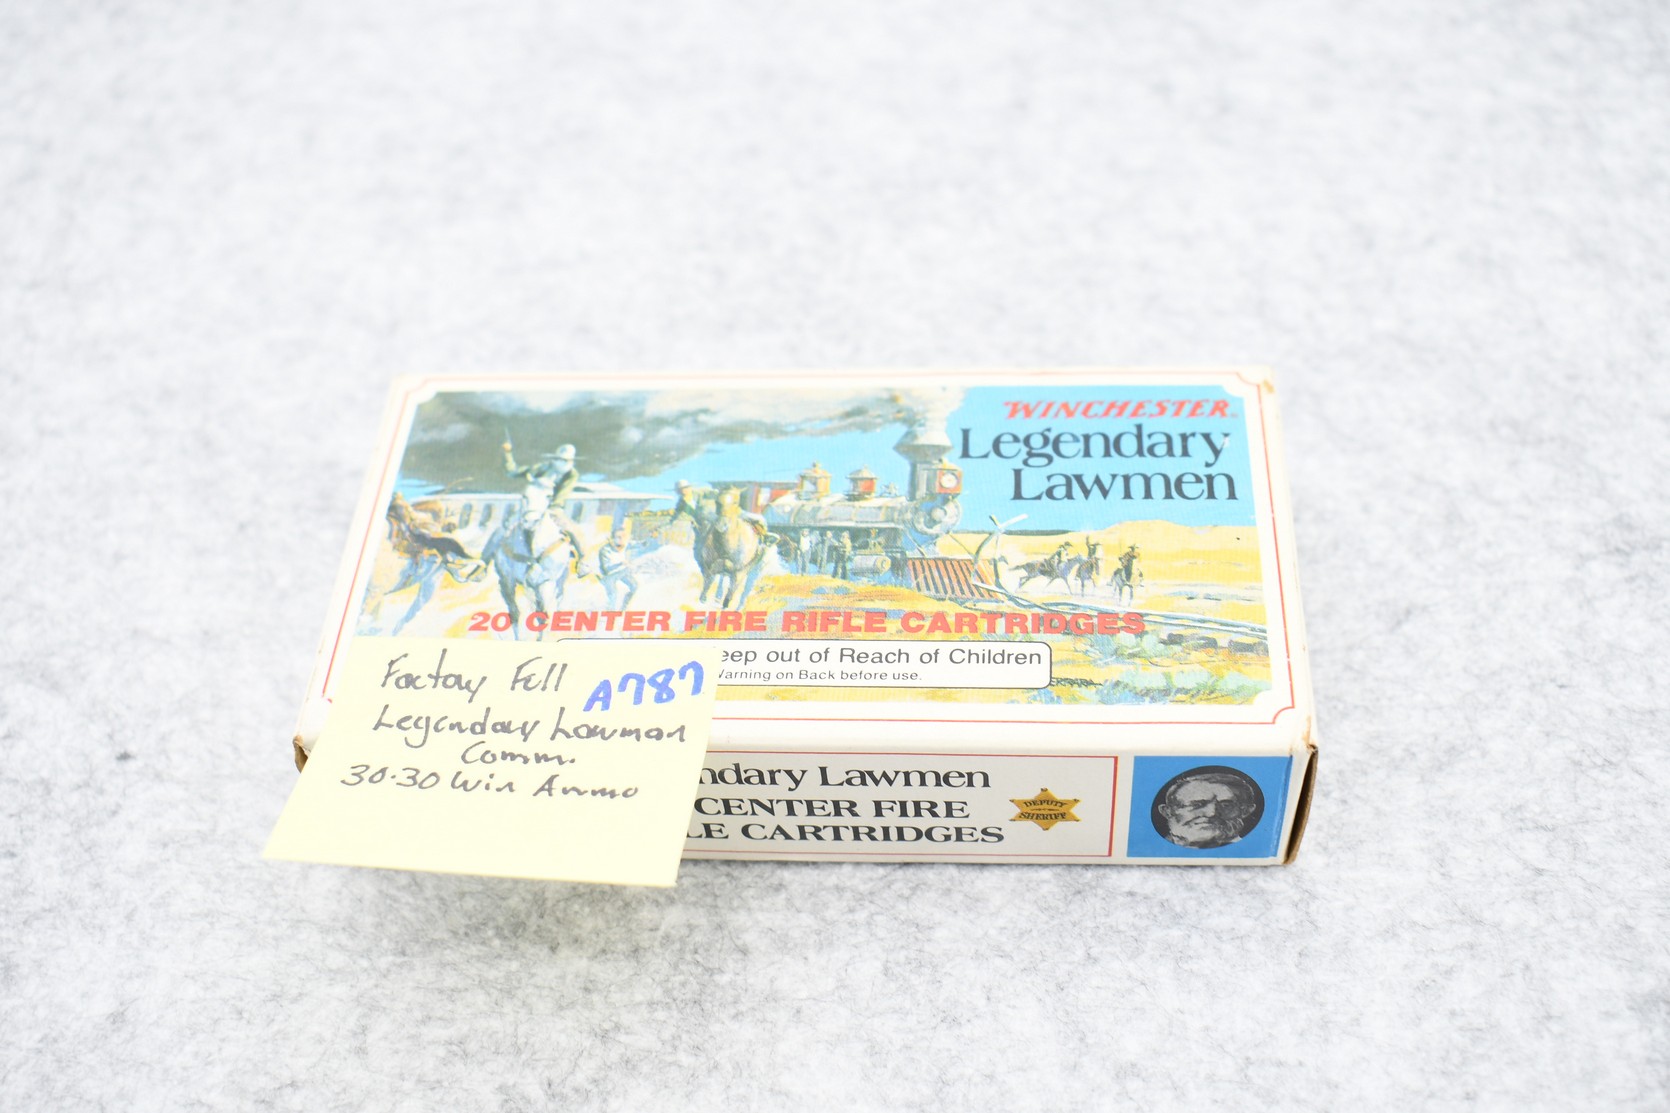 WINCHESTER
Legendary
Lawmen
20 CENTER FIRE RIFLE CARTRIDGES
eep out of Reach of Children
Warning on Back before use.
Factory Full
A787
Legendary Lawman
Comm.
30-30 Win Ammo
ndary Lawmen
CENTER FIRE
LE CARTRIDGES
DEPUTY
SHERIFF